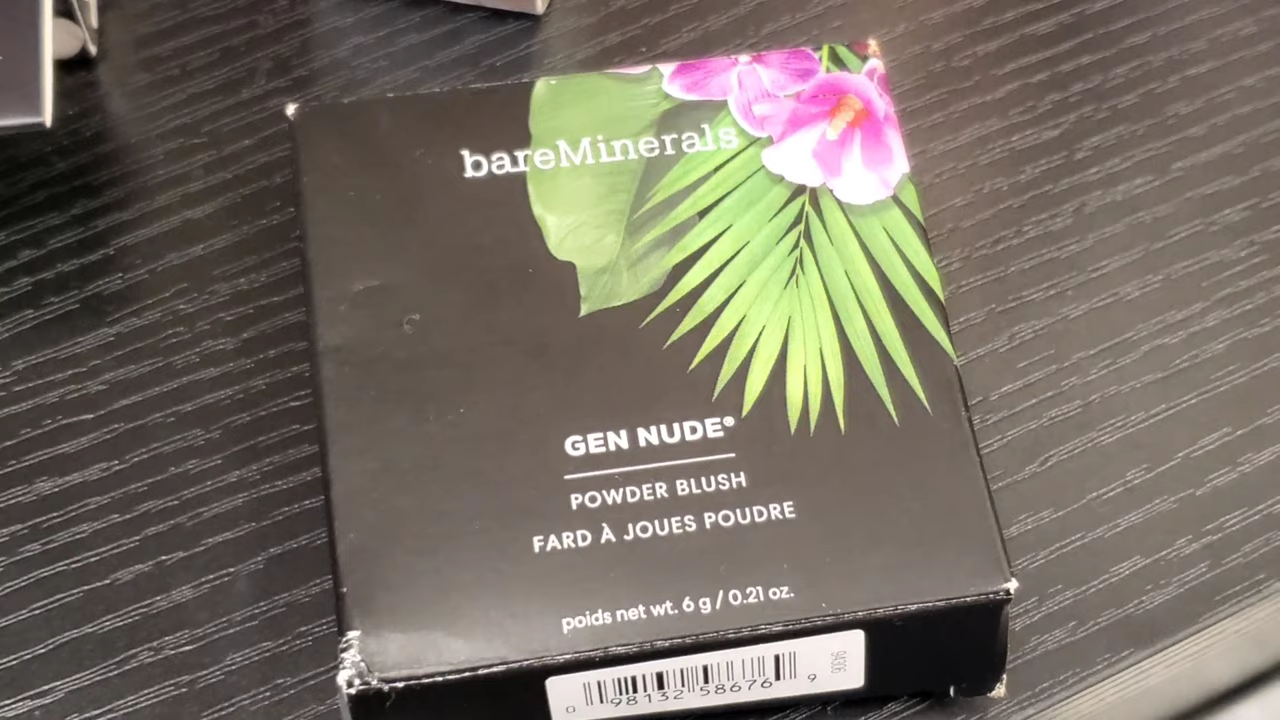 bareMinerals
GEN NUDE®
POWDER BLUSH
FARD À JOUES POUDRE
poids net wt. 6 g / 0.21 oz.
94306
0 98132 58676 9